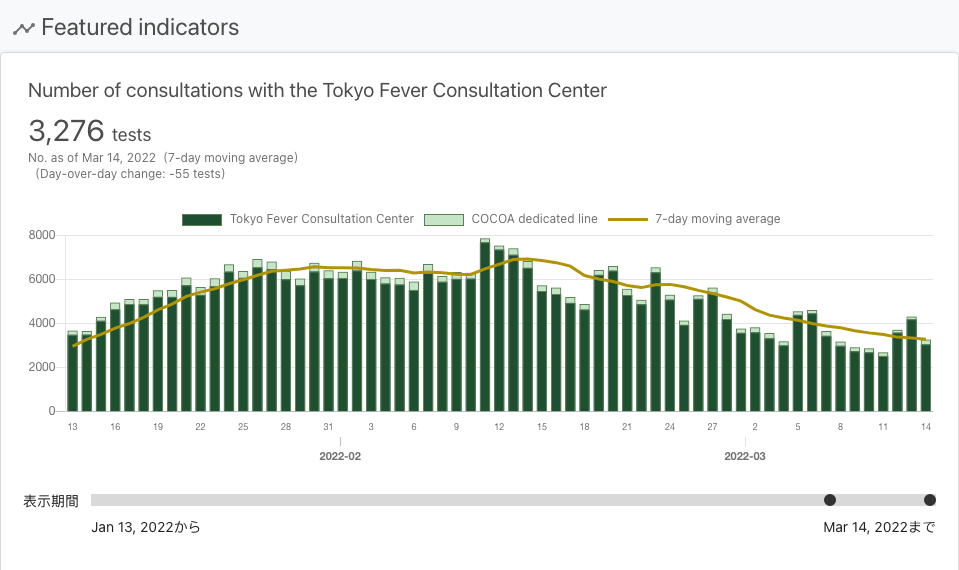 Featured indicators
Number of consultations with the Tokyo Fever Consultation Center
3,276 tests
No. as of Mar 14, 2022 (7-day moving average)
(Day-over-day change: -55 tests)
Tokyo Fever Consultation Center COCOA dedicated line 7-day moving average
8000
6000
4000
2000
0
13 16 19 22 25 28 31 3 6 9 12 15 18 21 24 27 2 5 8 11 14
2022-02 2022-03
表示期間
Jan 13, 2022から Mar 14, 2022まで